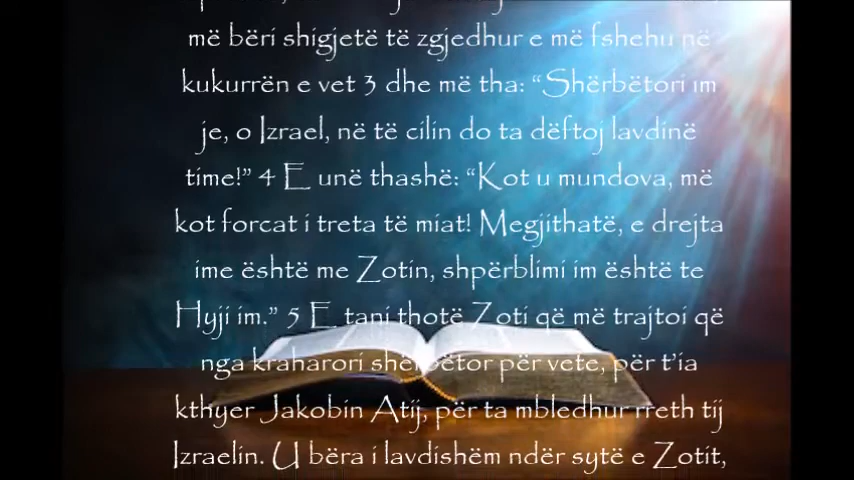 më bëri shigjetë të zgjedhur e më fshehu në
kukurrën e vet 3 dhe më tha: “Shërbëtori im
je, o Izrael, në të cilin do ta dëftoj lavdinë
time!” 4 E unë thashë: “Kot u mundova, më
kot forcat i treta të miat! Megjithatë, e drejta
ime është me Zotin, shpërblimi im është te
Hyji im.” 5 E tani thotë Zoti që më trajtoi që
nga kraharori shërbëtor për vete, për t’ia
kthyer Jakobin Atij, për ta mbledhur rreth tij
Izraelin. U bëra i lavdishëm ndër sytë e Zotit,